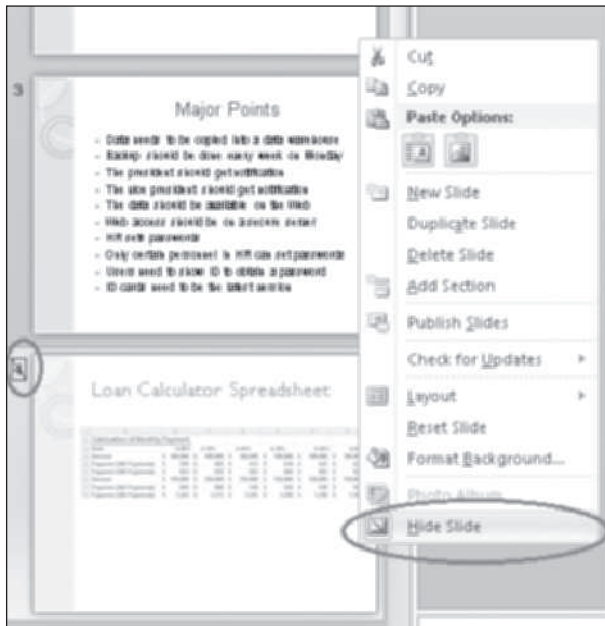 3
Major Points
- Data needs to be copied into a data warehouse
- Backup should be done every week on Monday
- The president should get notification
- The vice president should get notification
- The data should be available on the Web
- Web access should be on a secure server
- HR sets passwords
- Only certain personnel in HR can set passwords
- Users need to show ID to obtain a password
- ID cards need to be the latest version
4
Loan Calculator Spreadsheet
Calculation of Monthly Payment
Cut
Copy
Paste Options:
New Slide
Duplicate Slide
Delete Slide
Add Section
Publish Slides
Check for Updates
Layout
Reset Slide
Format Background...
Photo Album
Hide Slide